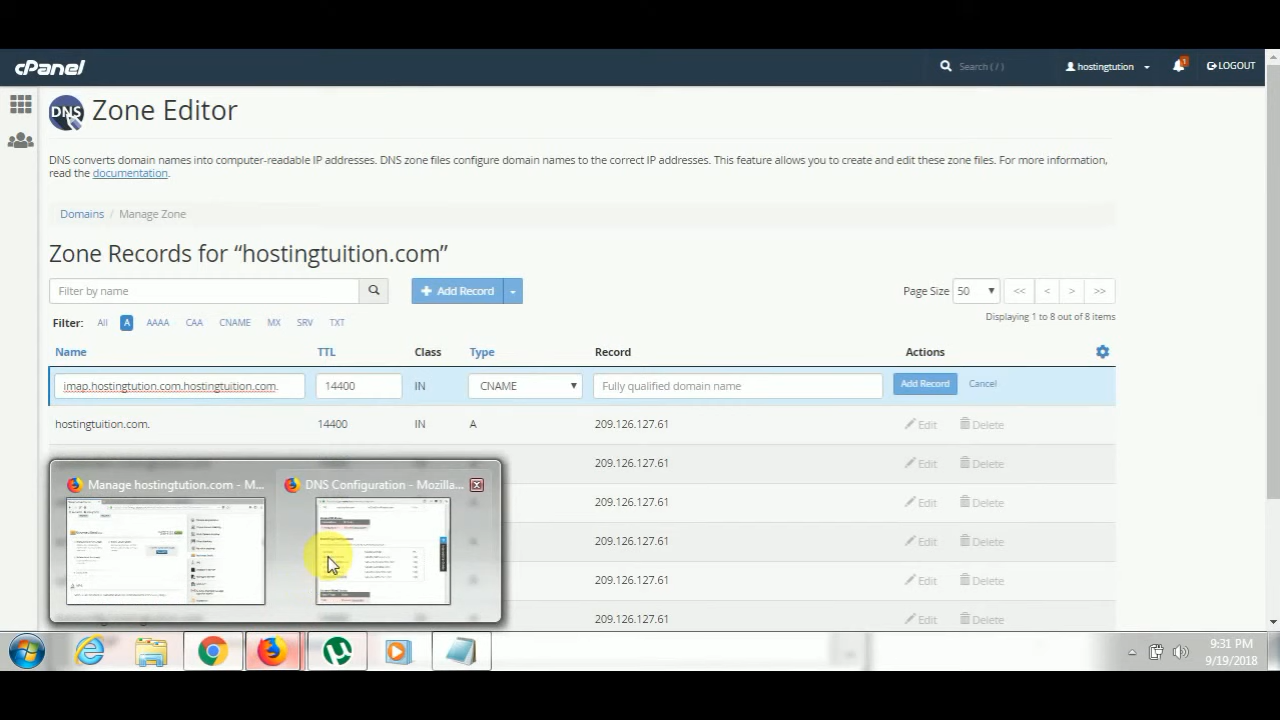 cPanel
Search ( / )
hostingtution
1
LOGOUT
DNS
Zone Editor
DNS converts domain names into computer-readable IP addresses. DNS zone files configure domain names to the correct IP addresses. This feature allows you to create and edit these zone files. For more information,
read the documentation.
Domains / Manage Zone
Zone Records for “hostingtuition.com”
Filter by name
Add Record
Page Size 50 << < > >>
Displaying 1 to 8 out of 8 items
Filter: All A AAAA CAA CNAME MX SRV TXT
Name TTL Class Type Record Actions
imap.hostingtution.com.hostingtuition.com. 14400 IN CNAME Fully qualified domain name Add Record Cancel
hostingtuition.com. 14400 IN A 209.126.127.61 Edit Delete
209.126.127.61 Edit Delete
209.126.127.61 Edit Delete
209.126.127.61 Edit Delete
209.126.127.61 Edit Delete
209.126.127.61 Edit Delete
Manage hostingtution.com - M...
DNS Configuration - Mozilla...
9:31 PM
9/19/2018